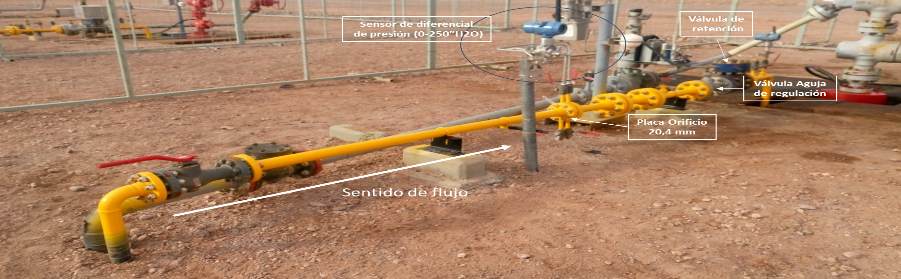 Sensor de diferencial
de presión (0-250"H2O)
Válvula de
retención
Válvula Aguja
de regulación
Placa Orificio
20,4 mm
Sentido de flujo